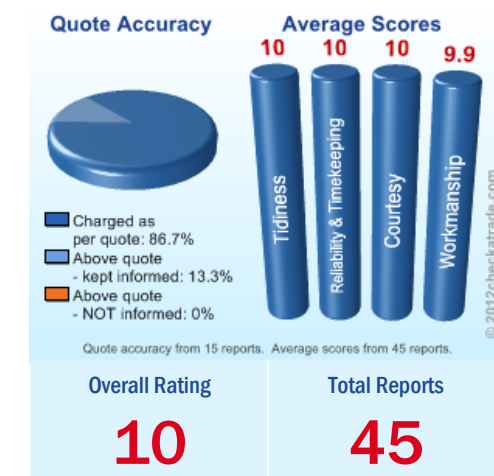 Quote Accuracy
Average Scores
10
10
10
9.9
Tidiness
Reliability & Timekeeping
Courtesy
Workmanship
Charged as
per quote: 86.7%
Above quote
- kept informed: 13.3%
Above quote
- NOT informed: 0%
© 2012checkatrade.com
Quote accuracy from 15 reports. Average scores from 45 reports.
Overall Rating
Total Reports
10
45